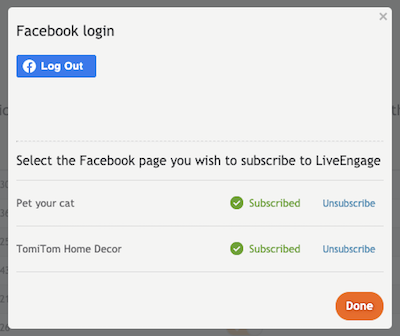 Facebook login
Log Out
Select the Facebook page you wish to subscribe to LiveEngage
Pet your cat Subscribed Unsubscribe
TomiTom Home Decor Subscribed Unsubscribe
Done